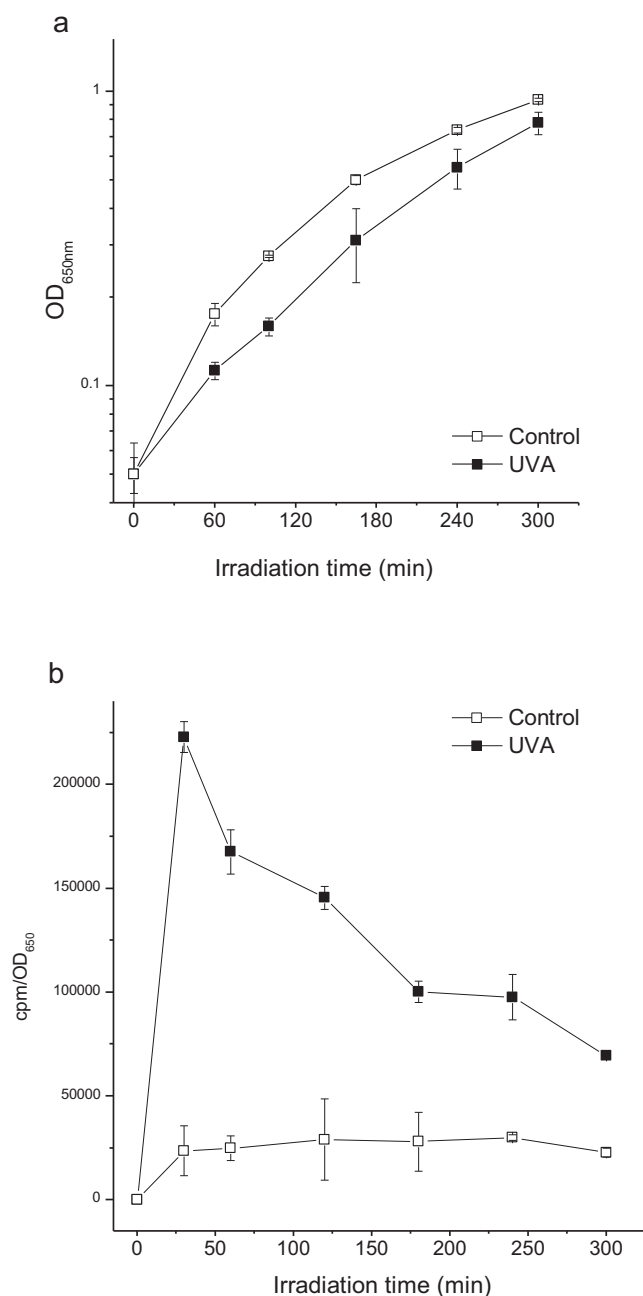 a
1
0.1
OD650nm
Control
UVA
0 60 120 180 240 300
Irradiation time (min)
b
Control
UVA
200000
150000
100000
50000
0
cpm/OD650
0 50 100 150 200 250 300
Irradiation time (min)